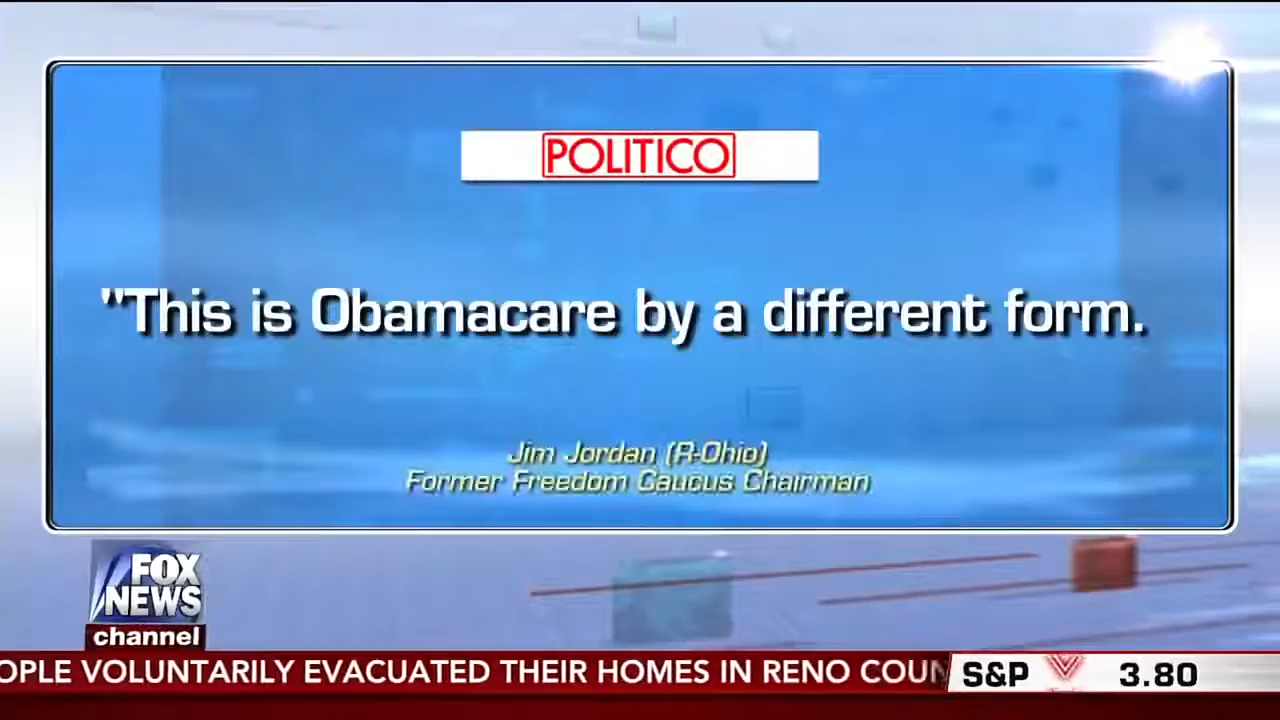 POLITICO
"This is Obamacare by a different form.
Jim Jordan (R-Ohio)
Former Freedom Caucus Chairman
FOX
NEWS
channel
OPLE VOLUNTARILY EVACUATED THEIR HOMES IN RENO COUN
S&P 3.80